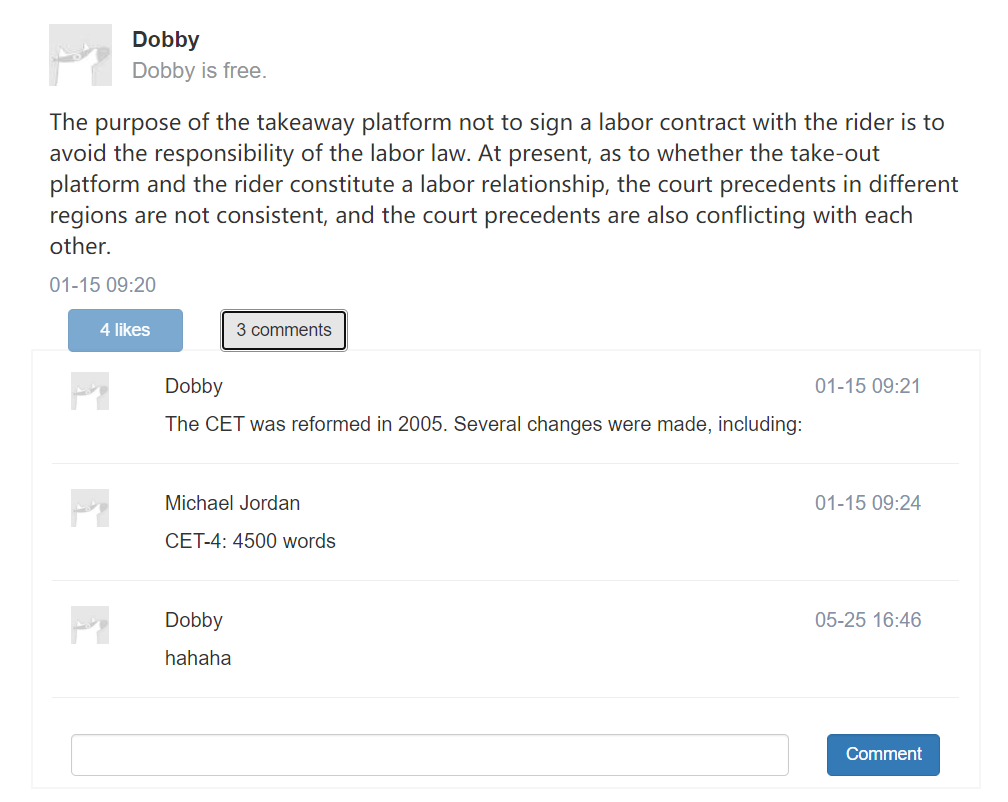 Dobby
Dobby is free.
The purpose of the takeaway platform not to sign a labor contract with the rider is to
avoid the responsibility of the labor law. At present, as to whether the take-out
platform and the rider constitute a labor relationship, the court precedents in different
regions are not consistent, and the court precedents are also conflicting with each
other.
01-15 09:20
4 likes 3 comments
Dobby 01-15 09:21
The CET was reformed in 2005. Several changes were made, including:
Michael Jordan 01-15 09:24
CET-4: 4500 words
Dobby 05-25 16:46
hahaha
Comment